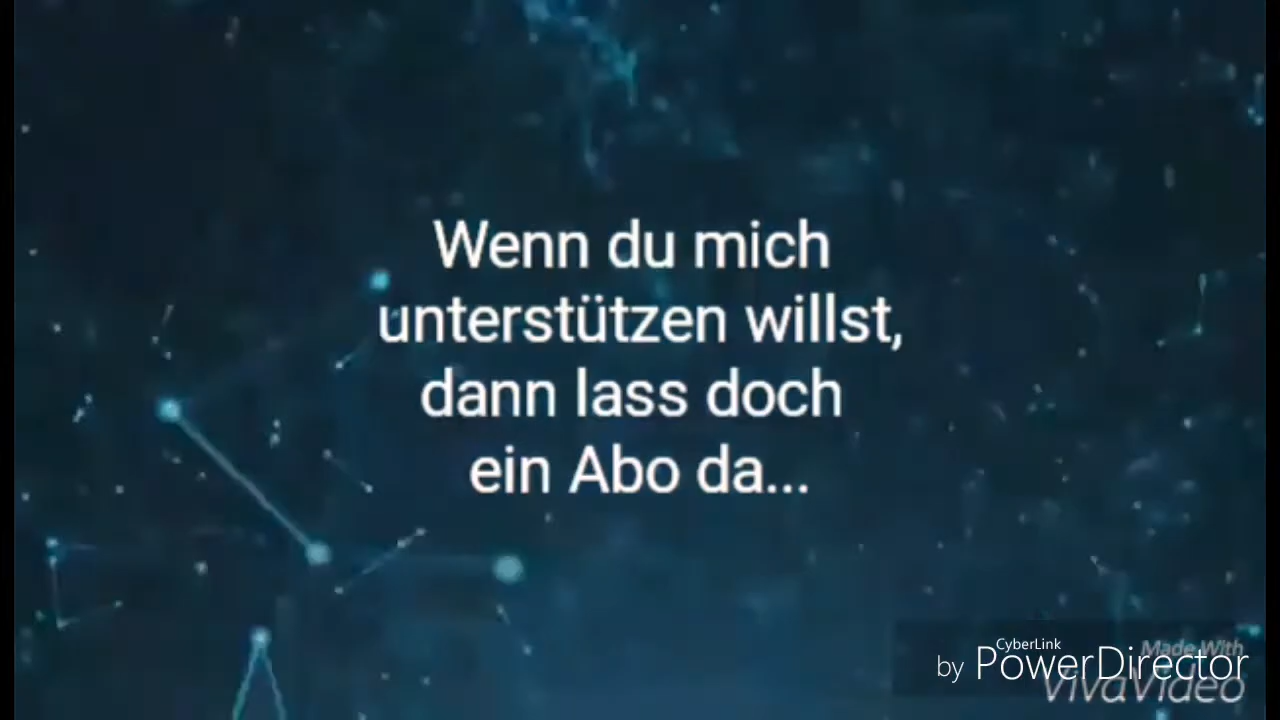 Wenn du mich
unterstützen willst,
dann lass doch
ein Abo da...
CyberLink
Made With
by PowerDirector
VivaVideo